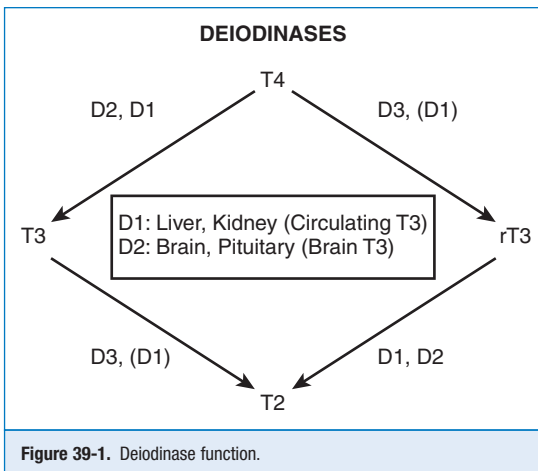 DEIODINASES
T4
D2, D1
D3, (D1)
T3
D1: Liver, Kidney (Circulating T3)
D2: Brain, Pituitary (Brain T3)
rT3
D3, (D1)
D1, D2
T2
Figure 39-1. Deiodinase function.